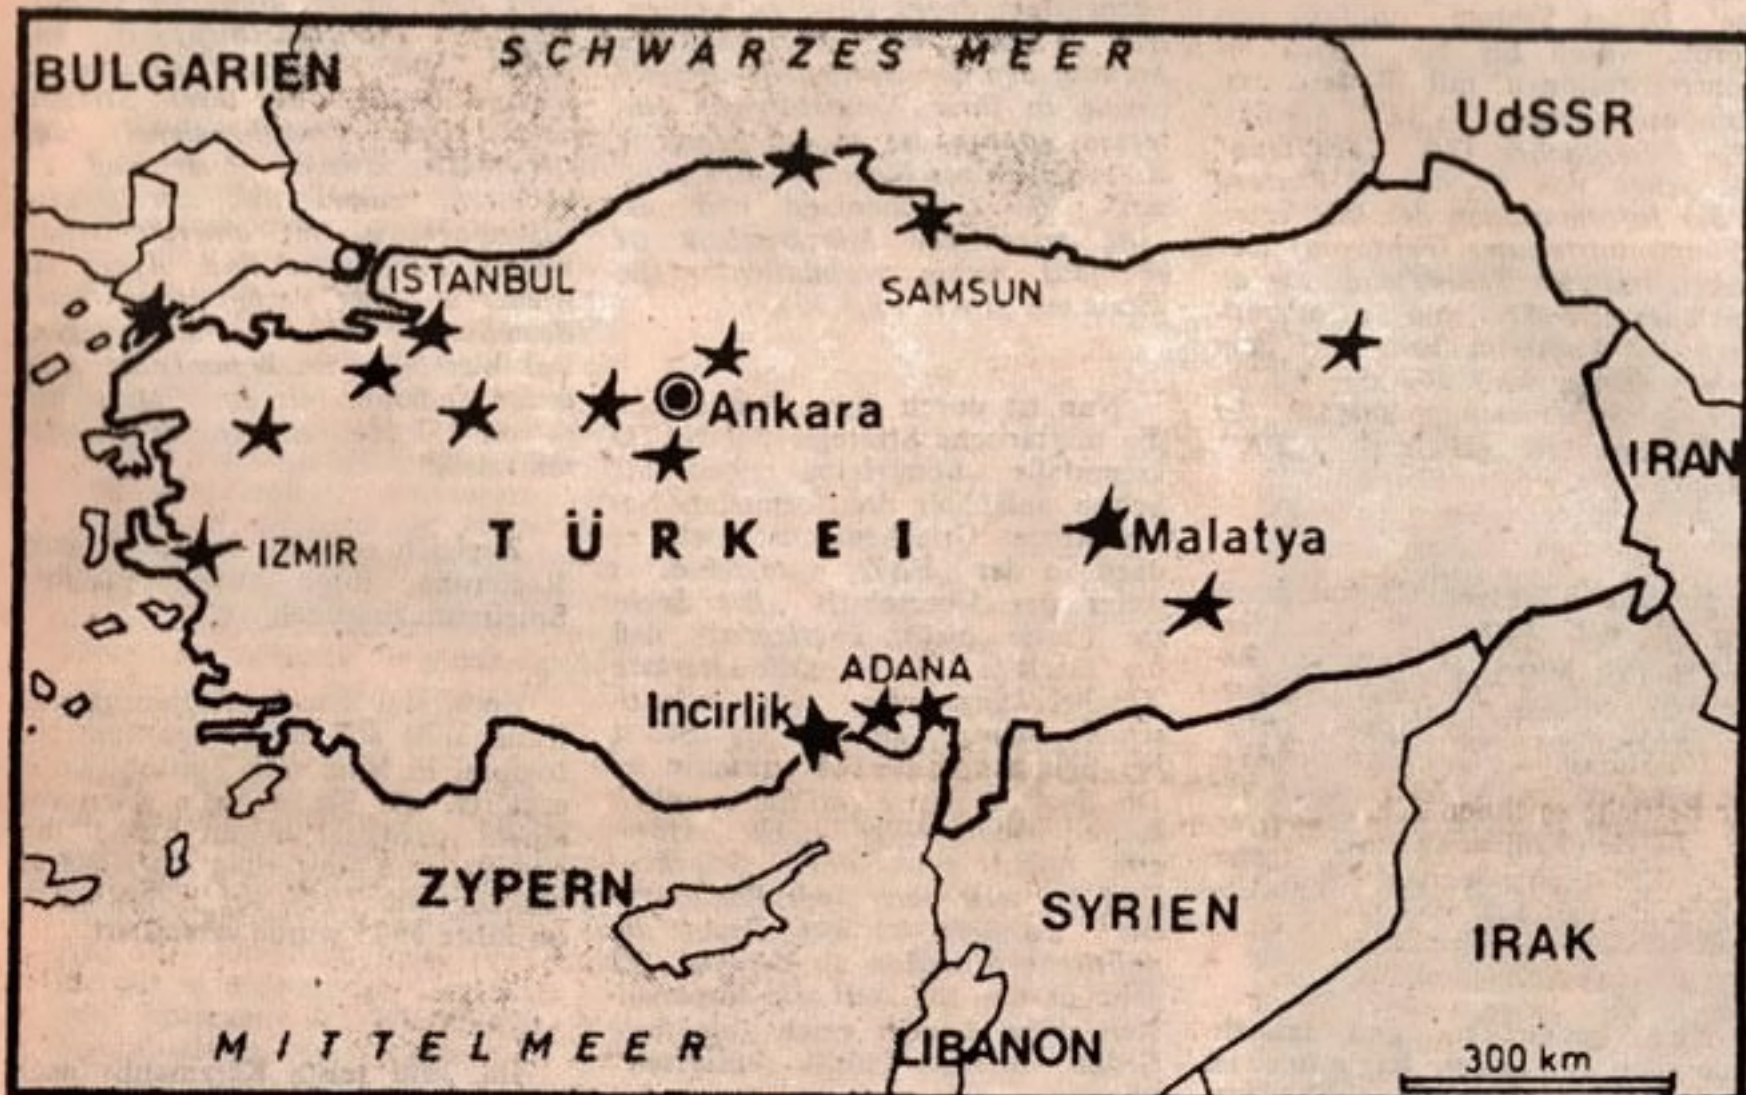 SCHWARZES MEER
BULGARIEN
UdSSR
ISTANBUL
SAMSUN
Ankara
IRAN
TÜRKEI
IZMIR
Malatya
ADANA
Incirlik
ZYPERN
SYRIEN
IRAK
MITTELMEER
LIBANON
300 km